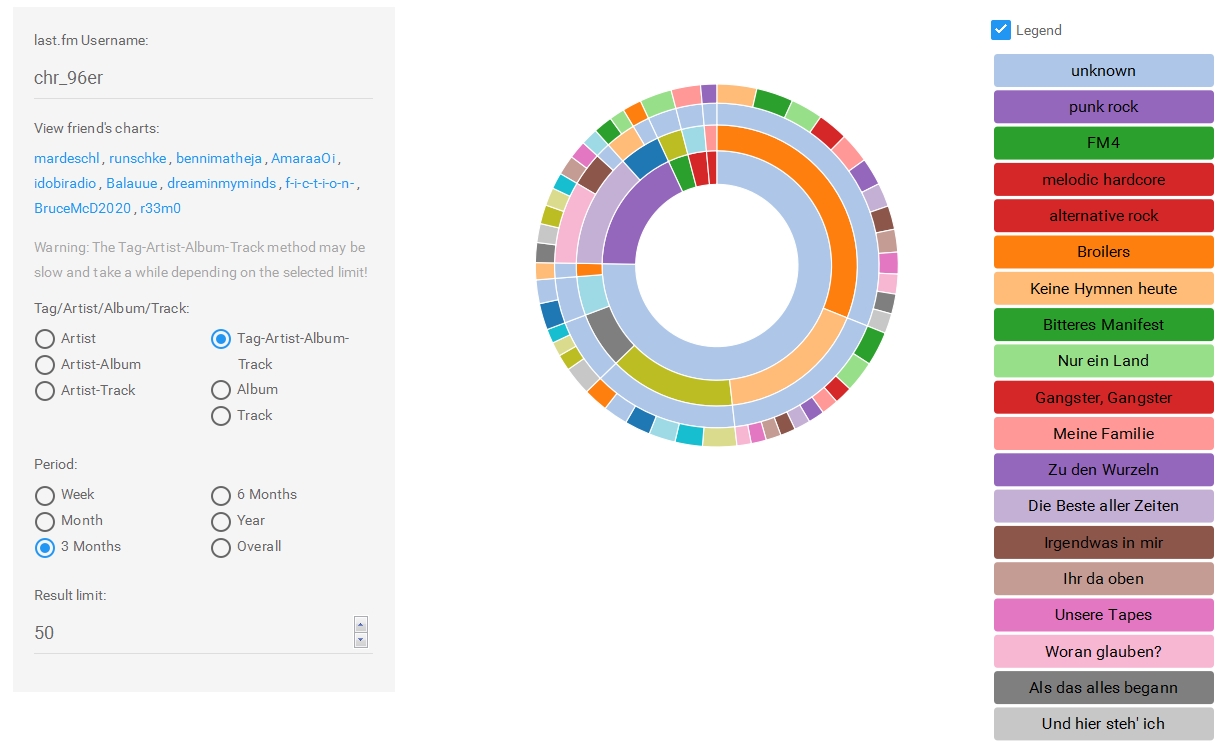 last.fm Username:
chr_96er
View friend's charts:
mardeschl , runschke , bennimatheja , AmaraaOi ,
idobiradio , Balauue , dreaminmyminds , f-i-c-t-i-o-n- ,
BruceMcD2020 , r33m0
Warning: The Tag-Artist-Album-Track method may be
slow and take a while depending on the selected limit!
Tag/Artist/Album/Track:
Artist
Artist-Album
Artist-Track
Tag-Artist-Album-
Track
Album
Track
Period:
Week
Month
3 Months
6 Months
Year
Overall
Result limit:
50
Legend
unknown
punk rock
FM4
melodic hardcore
alternative rock
Broilers
Keine Hymnen heute
Bitteres Manifest
Nur ein Land
Gangster, Gangster
Meine Familie
Zu den Wurzeln
Die Beste aller Zeiten
Irgendwas in mir
Ihr da oben
Unsere Tapes
Woran glauben?
Als das alles begann
Und hier steh' ich